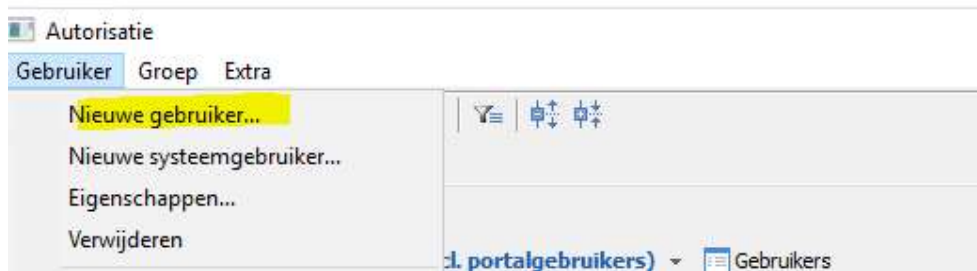 Autorisatie
Gebruiker Groep Extra
Nieuwe gebruiker...
Nieuwe systeemgebruiker...
Eigenschappen...
Verwijderen
portalgebruikers) Gebruikers